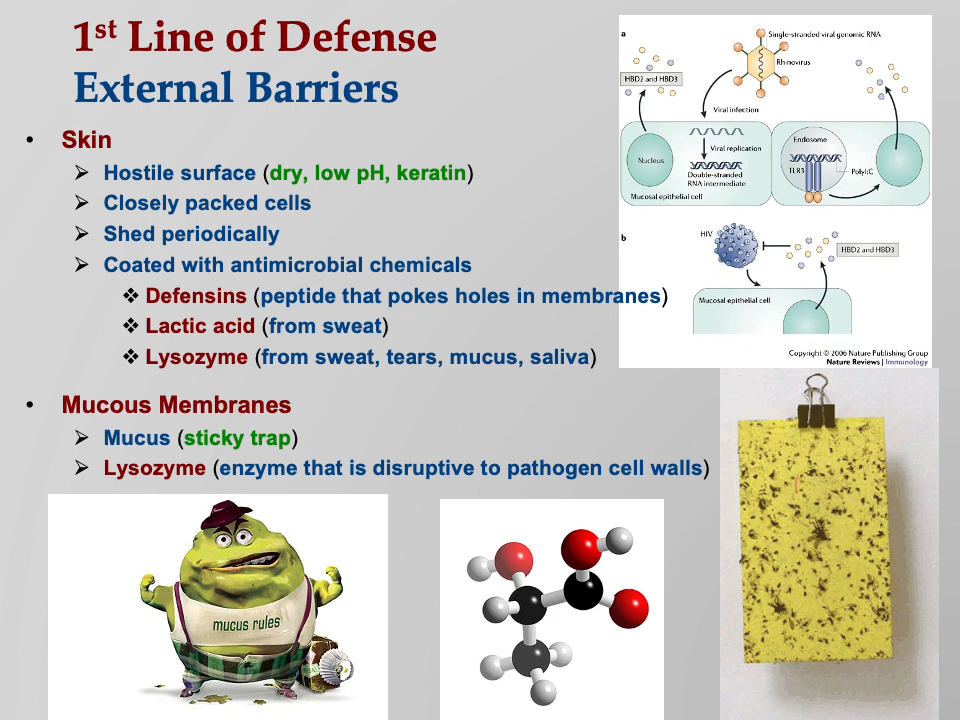 1st Line of Defense
External Barriers
• Skin
➢ Hostile surface (dry, low pH, keratin)
➢ Closely packed cells
➢ Shed periodically
➢ Coated with antimicrobial chemicals
❖ Defensins (peptide that pokes holes in membranes)
❖ Lactic acid (from sweat)
❖ Lysozyme (from sweat, tears, mucus, saliva)
• Mucous Membranes
➢ Mucus (sticky trap)
➢ Lysozyme (enzyme that is disruptive to pathogen cell walls)
a
Single-stranded viral genomic RNA
Rhinovirus
HBD2 and HBD3
Viral infection
Nucleus
Viral replication
Double-stranded
RNA intermediate
Mucosal epithelial cell
Endosome
TLR3
PolyI:C
b
HIV
HBD2 and HBD3
Mucosal epithelial cell
Copyright © 2006 Nature Publishing Group
Nature Reviews | Immunology
mucus rules